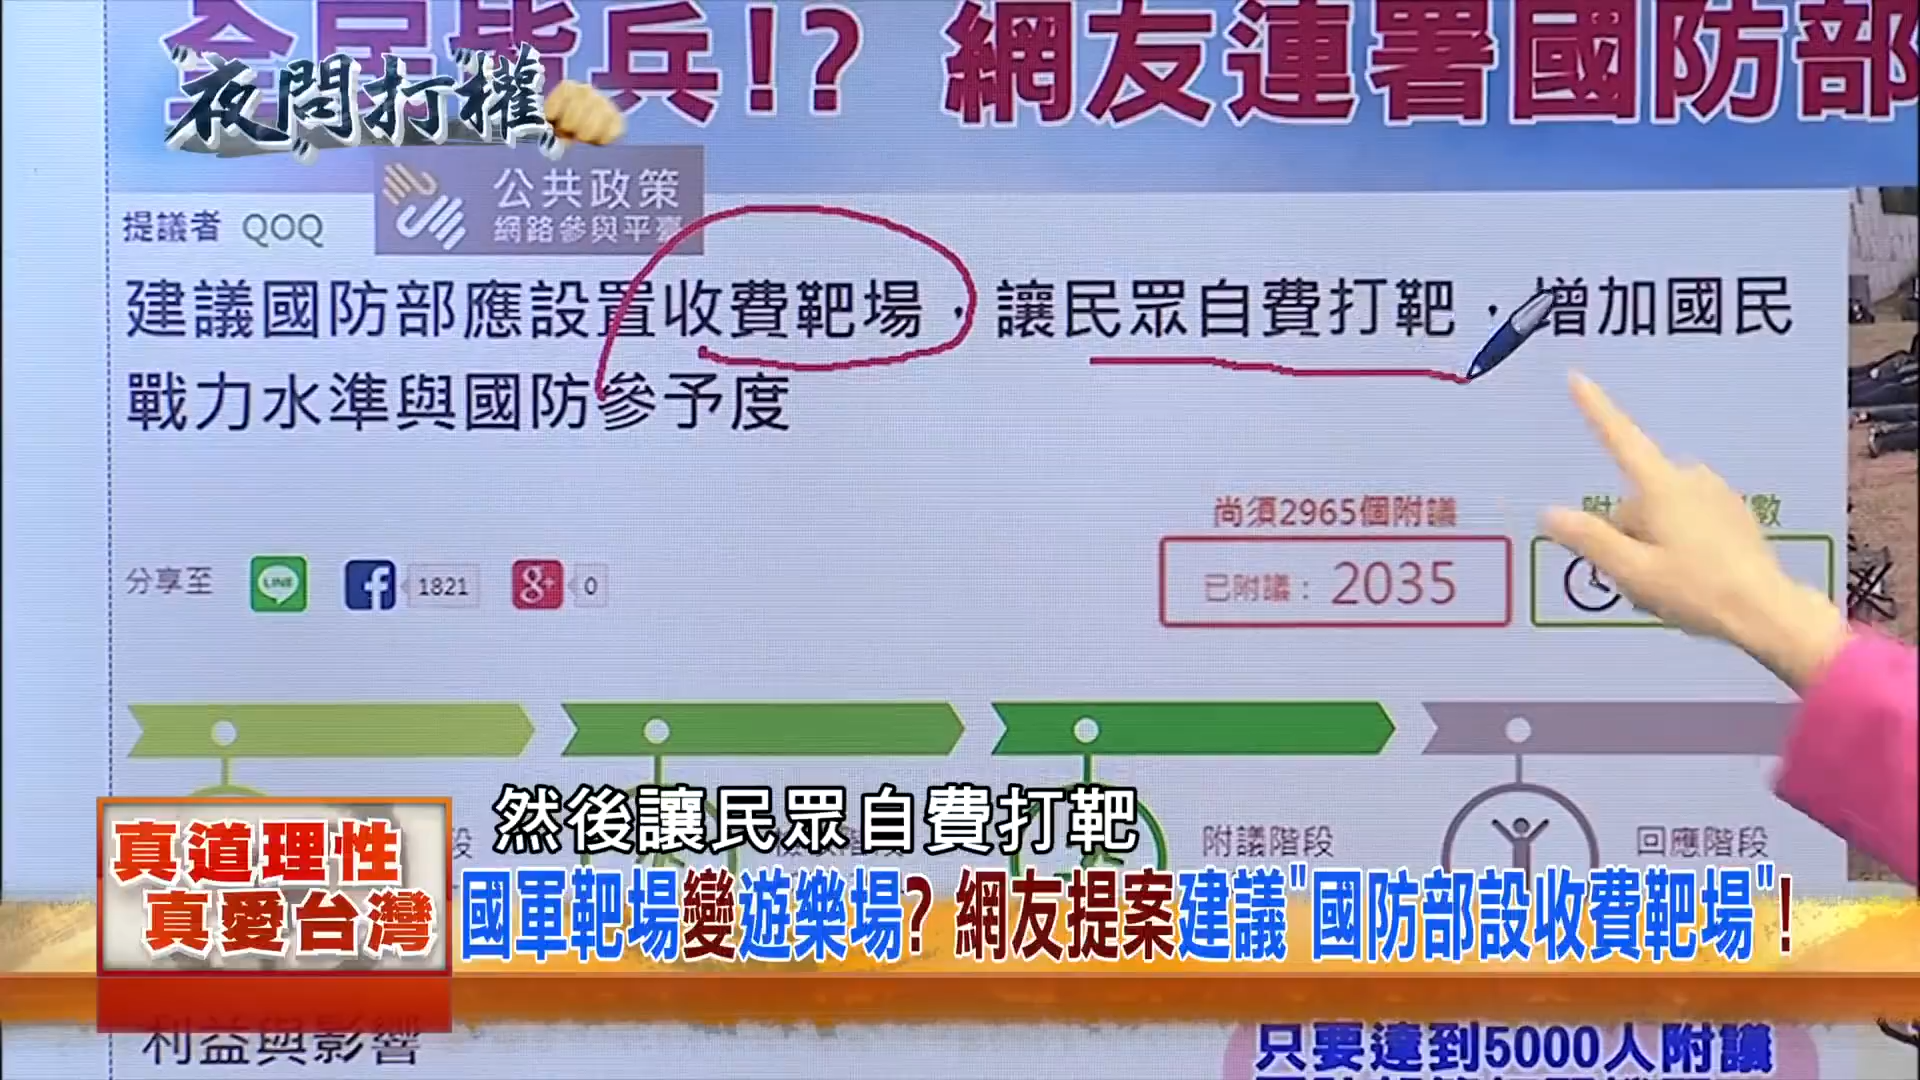 全民皆兵!? 網友連署國防部
"夜"問打"權"
公共政策
網路參與平臺
提議者 QOQ
建議國防部應設置收費靶場，讓民眾自費打靶，增加國民
戰力水準與國防參予度
尚須2965個附議
已附議： 2035
分享至 LINE f 1821 g+ 0
附議階段
回應階段
然後讓民眾自費打靶
真道理性
真愛台灣
國軍靶場變遊樂場? 網友提案建議"國防部設收費靶場"!
利益與影響
只要達到5000人附議